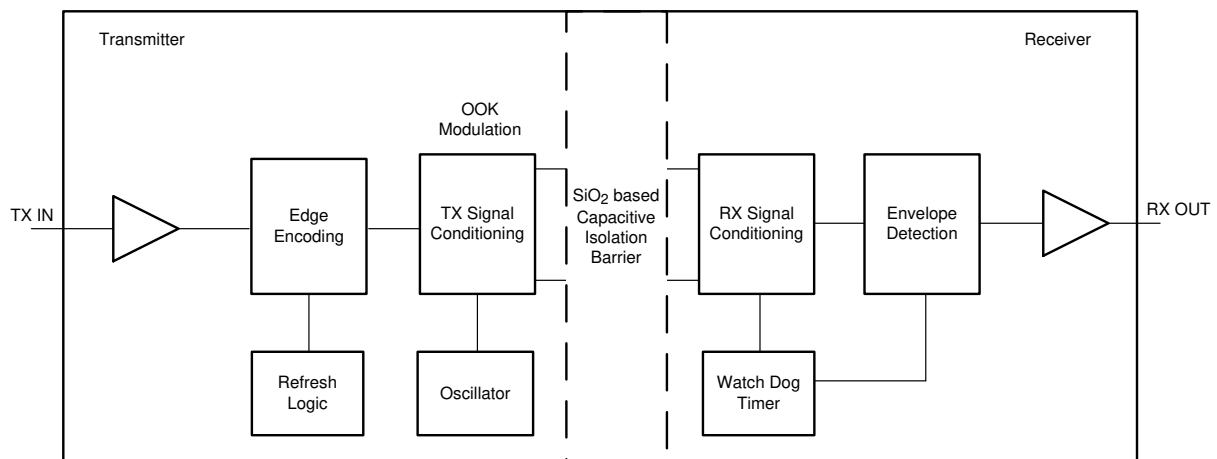 Transmitter
Receiver
OOK
Modulation
TX IN
Edge
Encoding
TX Signal
Conditioning
SiO2 based
Capacitive
Isolation
Barrier
RX Signal
Conditioning
Envelope
Detection
RX OUT
Refresh
Logic
Oscillator
Watch Dog
Timer